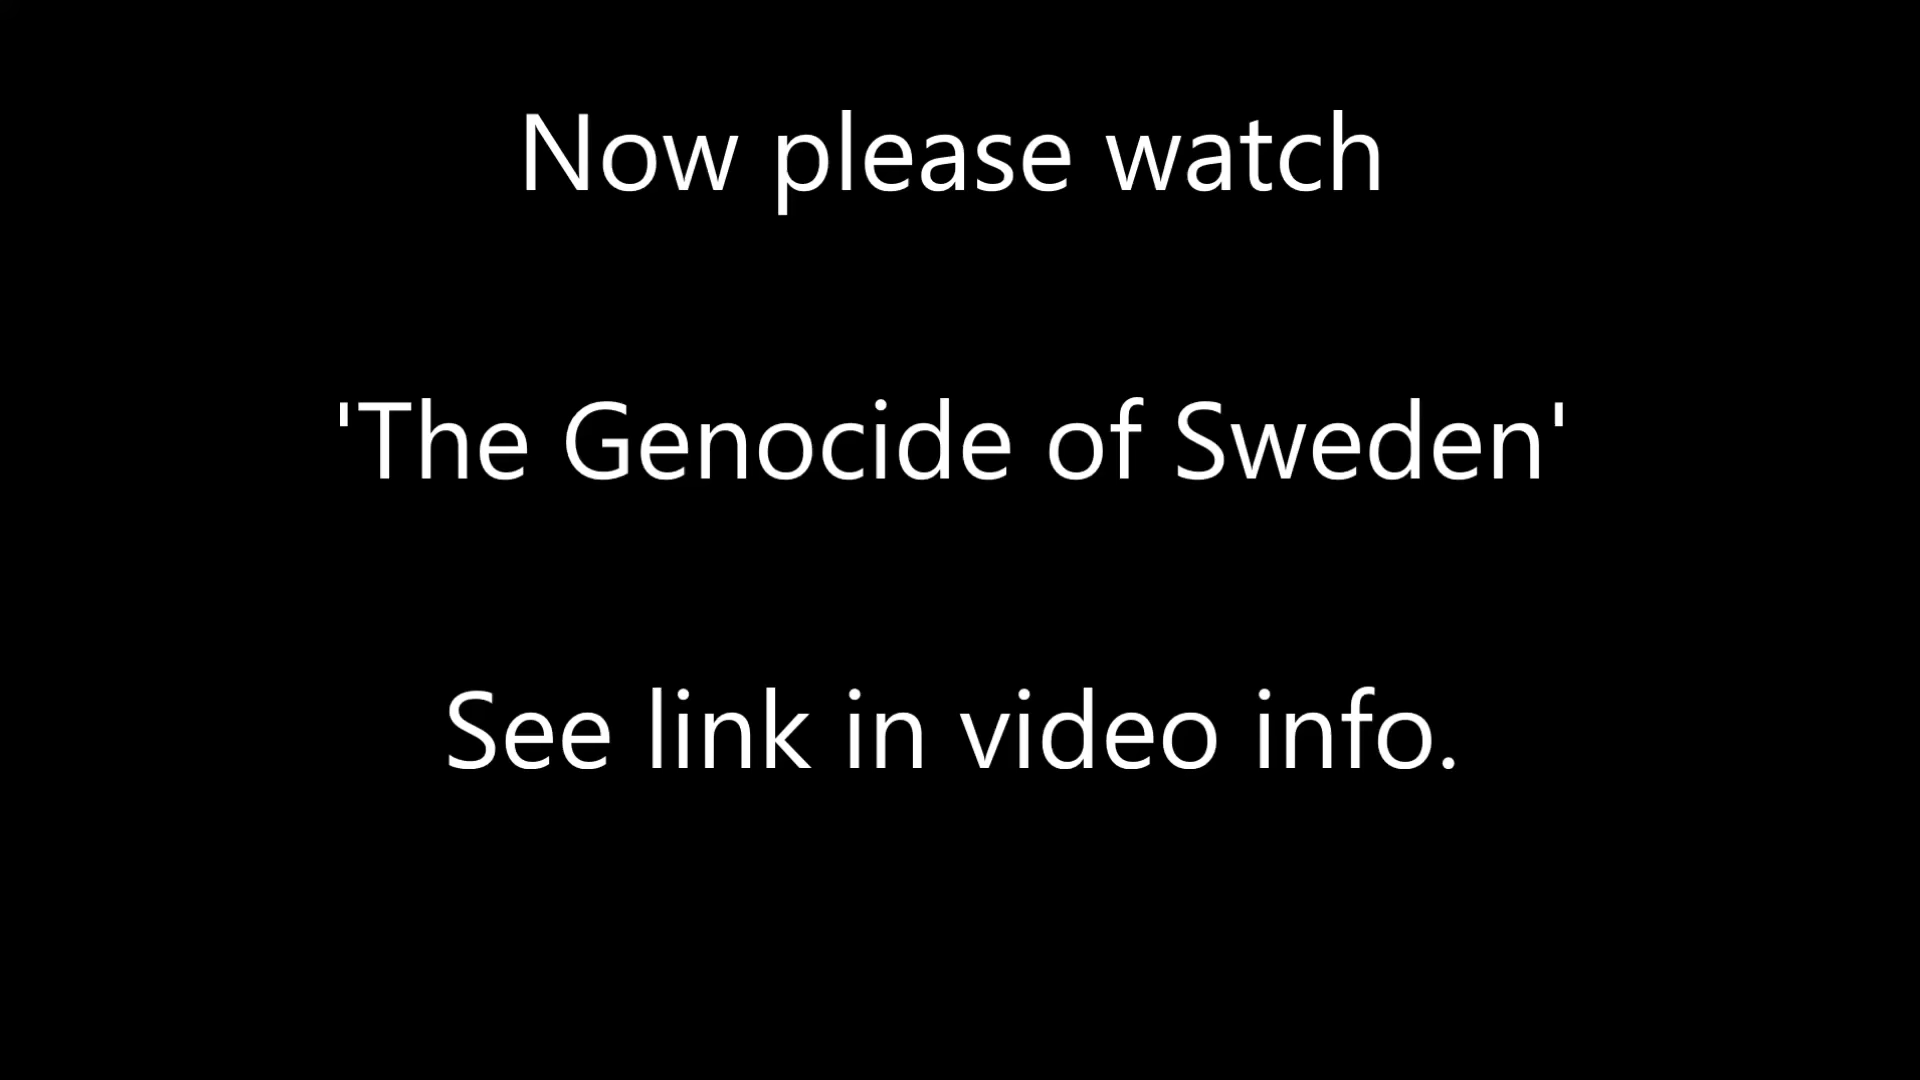 Now please watch
'The Genocide of Sweden'
See link in video info.